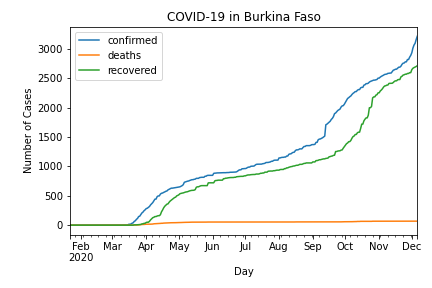 COVID-19 in Burkina Faso
confirmed
deaths
recovered
Number of Cases
3000
2500
2000
1500
1000
500
0
Feb Mar Apr May Jun Jul Aug Sep Oct Nov Dec
2020
Day